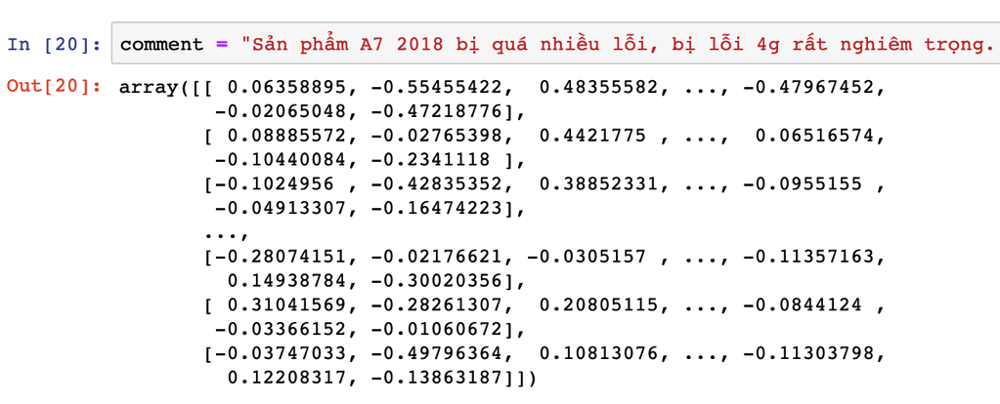 In [20]: comment = "Sản phẩm A7 2018 bị quá nhiều lỗi, bị lỗi 4g rất nghiêm trọng.
Out[20]: array([[ 0.06358895, -0.55455422,  0.48355582, ..., -0.47967452,
        -0.02065048, -0.47218776],
       [ 0.08885572, -0.02765398,  0.4421775 , ...,  0.06516574,
        -0.10440084, -0.2341118 ],
       [-0.1024956 , -0.42835352,  0.38852331, ..., -0.0955155 ,
        -0.04913307, -0.16474223],
       ...,
       [-0.28074151, -0.02176621, -0.0305157 , ..., -0.11357163,
         0.14938784, -0.30020356],
       [ 0.31041569, -0.28261307,  0.20805115, ..., -0.0844124 ,
        -0.03366152, -0.01060672],
       [-0.03747033, -0.49796364,  0.10813076, ..., -0.11303798,
         0.12208317, -0.13863187]])